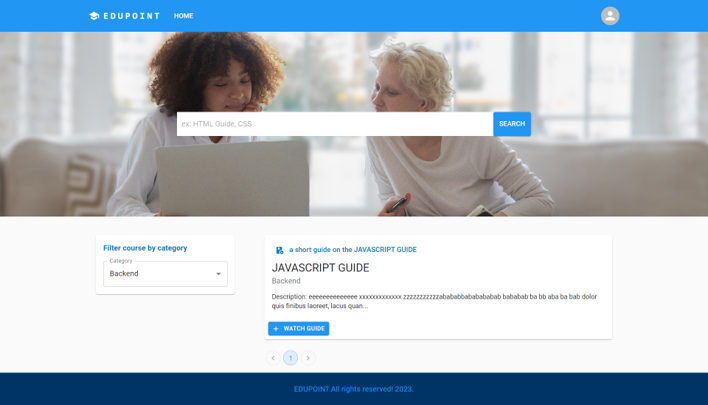 EDUPOINT HOME
ex: HTML Guide, CSS SEARCH
Filter course by category
Category
Backend
a short guide on the JAVASCRIPT GUIDE
JAVASCRIPT GUIDE
Backend
Description: eeeeeeeeeeeeee xxxxxxxxxxxxx zzzzzzzzzzzababababbabababab bababab ba bb aba ba bab dolor
quis finibus laoreet, lacus quan...
+ WATCH GUIDE
< 1 >
EDUPOINT.All rights reserved! 2023.